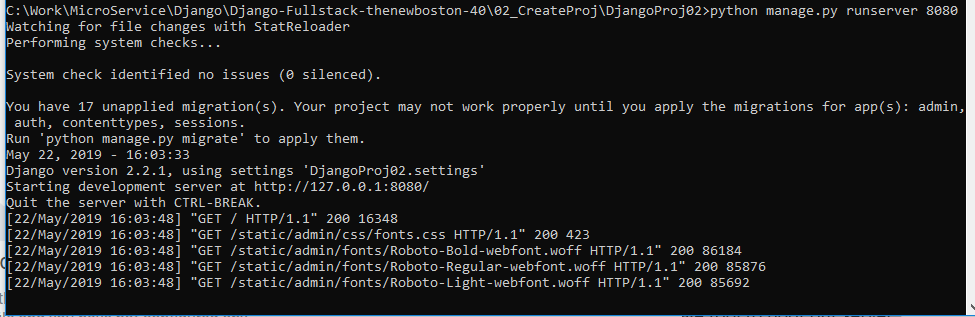 C:\Work\MicroService\Django\Django-Fullstack-thenewboston-40\02_CreateProj\DjangoProj02>python manage.py runserver 8080
Watching for file changes with StatReloader
Performing system checks...
System check identified no issues (0 silenced).
You have 17 unapplied migration(s). Your project may not work properly until you apply the migrations for app(s): admin,
 auth, contenttypes, sessions.
Run 'python manage.py migrate' to apply them.
May 22, 2019 - 16:03:33
Django version 2.2.1, using settings 'DjangoProj02.settings'
Starting development server at http://127.0.0.1:8080/
Quit the server with CTRL-BREAK.
[22/May/2019 16:03:48] "GET / HTTP/1.1" 200 16348
[22/May/2019 16:03:48] "GET /static/admin/css/fonts.css HTTP/1.1" 200 423
[22/May/2019 16:03:48] "GET /static/admin/fonts/Roboto-Bold-webfont.woff HTTP/1.1" 200 86184
[22/May/2019 16:03:48] "GET /static/admin/fonts/Roboto-Regular-webfont.woff HTTP/1.1" 200 85876
[22/May/2019 16:03:48] "GET /static/admin/fonts/Roboto-Light-webfont.woff HTTP/1.1" 200 85692